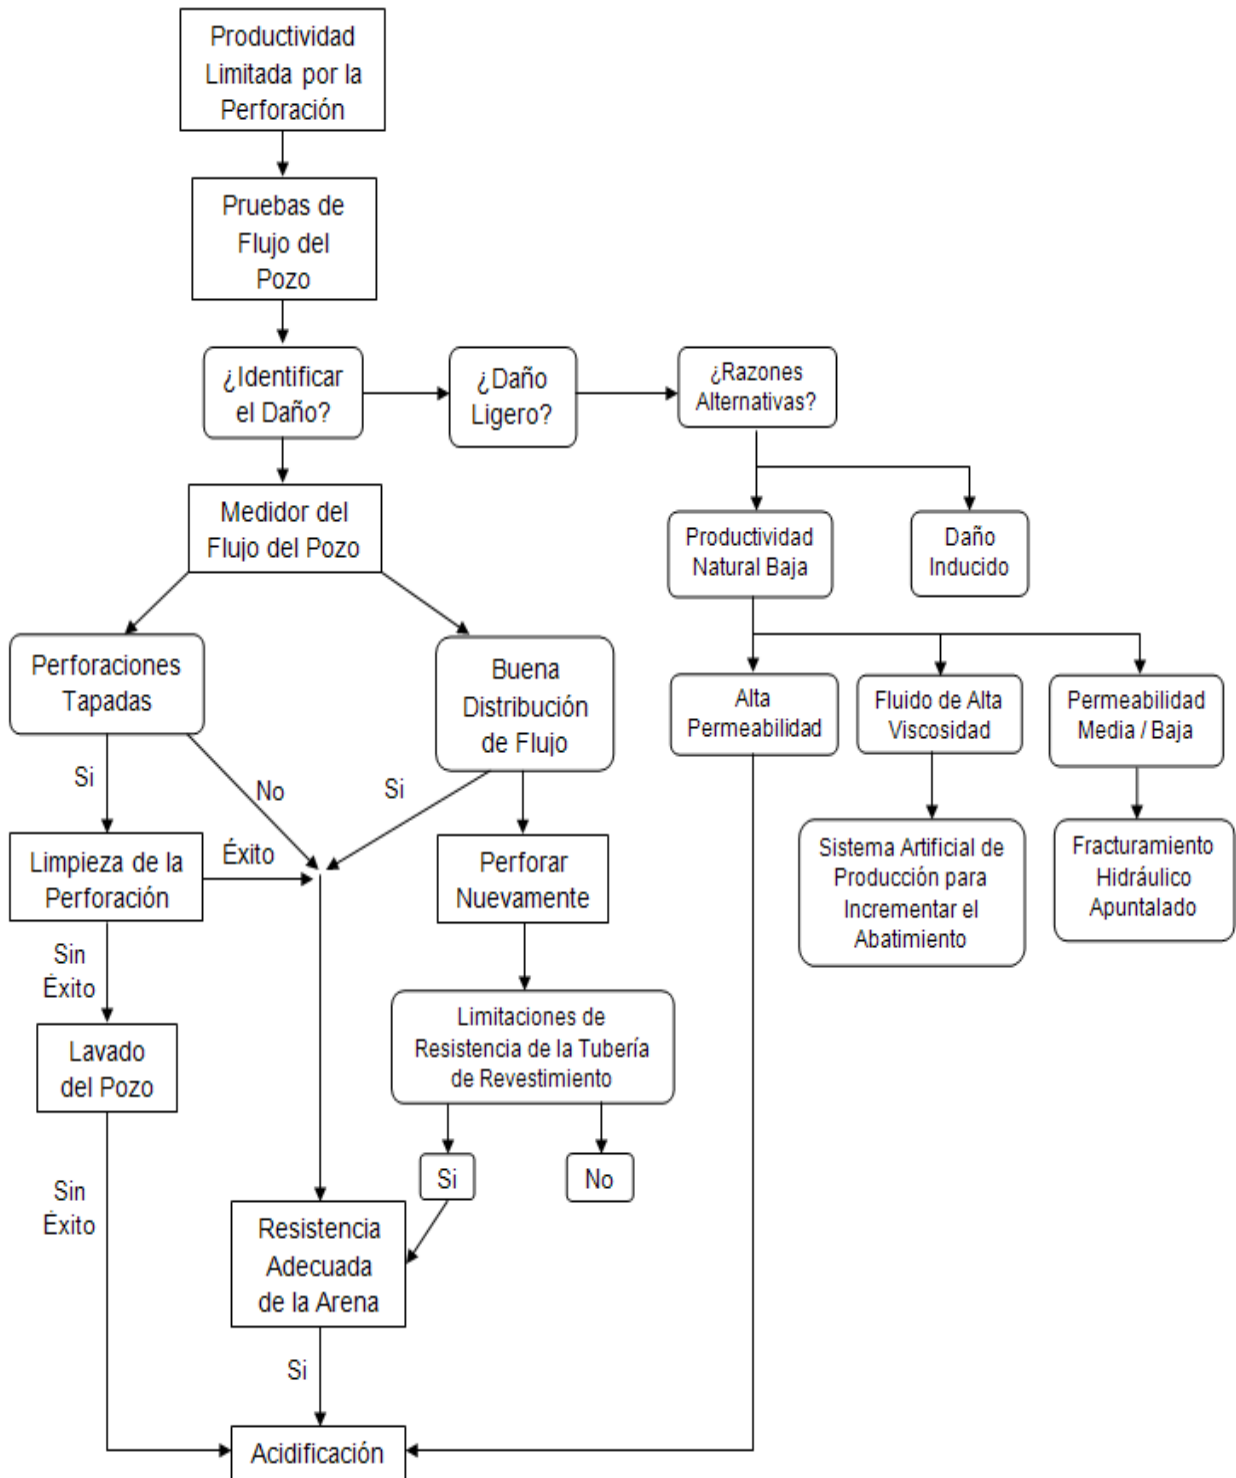 Productividad
Limitada por la
Perforación
Pruebas de
Flujo del
Pozo
¿Identificar
el Daño?
¿Daño
Ligero?
¿Razones
Alternativas?
Medidor del
Flujo del Pozo
Productividad
Natural Baja
Daño
Inducido
Perforaciones
Tapadas
Buena
Distribución
de Flujo
Alta
Permeabilidad
Fluido de Alta
Viscosidad
Permeabilidad
Media / Baja
Si
No
Si
Limpieza de la
Perforación
Éxito
Perforar
Nuevamente
Sistema Artificial de
Producción para
Incrementar el
Abatimiento
Fracturamiento
Hidráulico
Apuntalado
Sin
Éxito
Lavado
del Pozo
Limitaciones de
Resistencia de la Tubería
de Revestimiento
Si
No
Sin
Éxito
Resistencia
Adecuada
de la Arena
Si
Acidificación